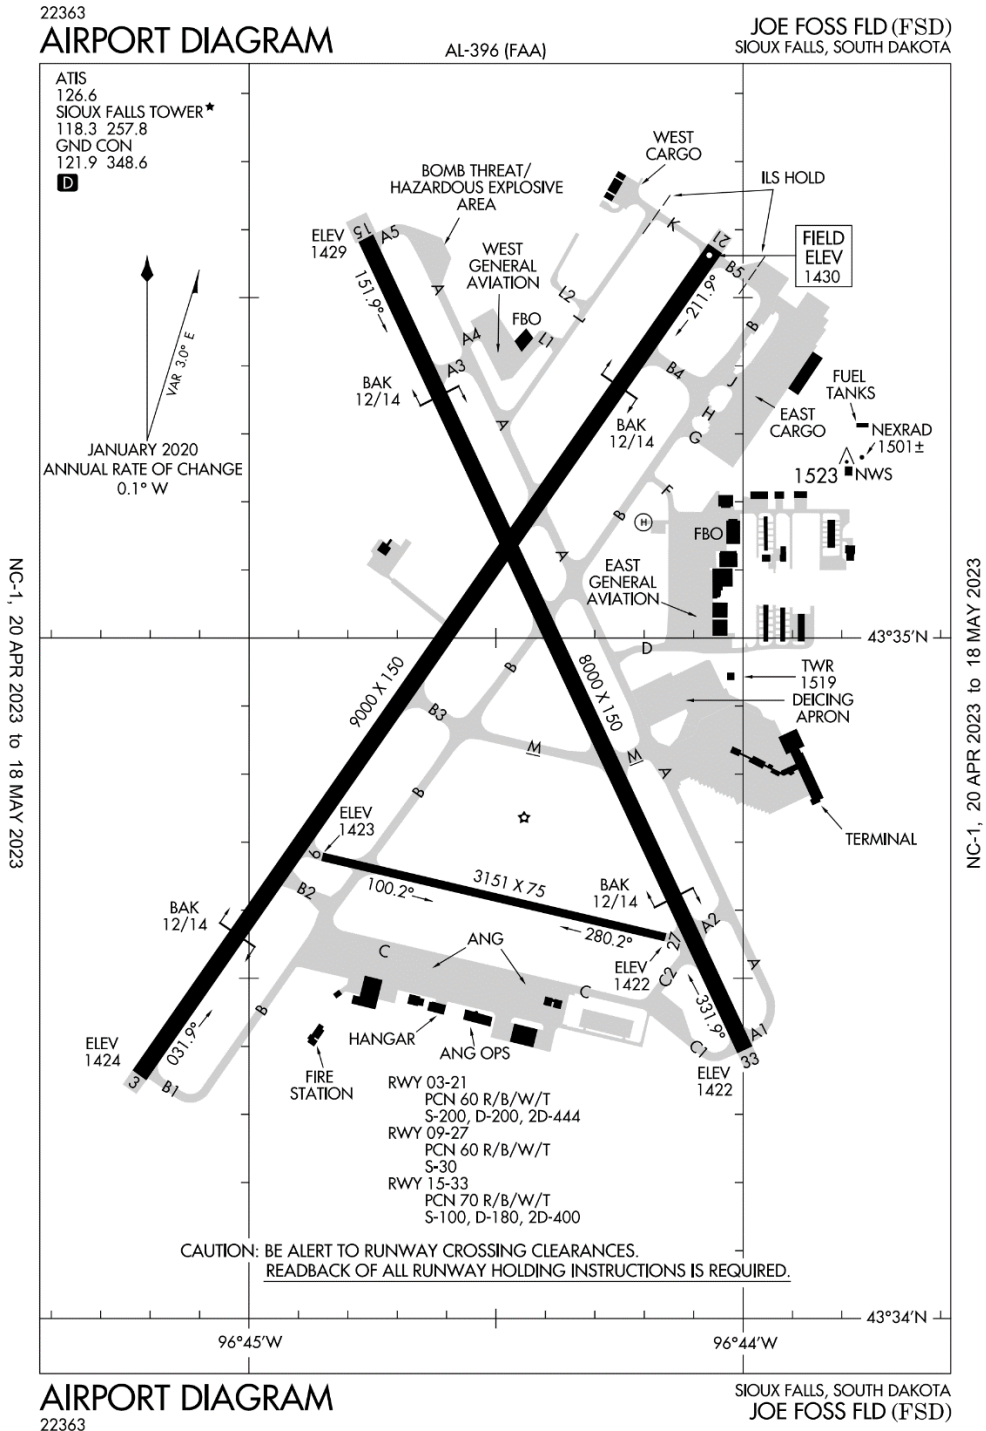 22363
AIRPORT DIAGRAM
AL-396 (FAA)
JOE FOSS FLD (FSD)
SIOUX FALLS, SOUTH DAKOTA
ATIS
126.6
SIOUX FALLS TOWER★
118.3 257.8
GND CON
121.9 348.6
D
WEST
CARGO
ILS HOLD
BOMB THREAT/
HAZARDOUS EXPLOSIVE
AREA
ELEV
1429
15
A5
K
21
FIELD
ELEV
1430
B5
WEST
GENERAL
AVIATION
151.9°
A
211.9°
L2
L
FBO
L1
A4
A3
B
VAR 3.0° E
JANUARY 2020
ANNUAL RATE OF CHANGE
0.1° W
BAK
12/14
BAK
12/14
B4
J
H
G
A
EAST
CARGO
FUEL
TANKS
NEXRAD
1501±
1523
NWS
F
B
H
FBO
A
EAST
GENERAL
AVIATION
43°35'N
D
B
9000 X 150
8000 X 150
TWR
1519
DEICING
APRON
B3
M
M
A
B
TERMINAL
ELEV
1423
9
3151 X 75
100.2°
280.2°
B2
BAK
12/14
BAK
12/14
A2
27
ELEV
1422
C2
A
C
ANG
C
331.9°
A1
C1
33
ELEV
1422
B
031.9°
ELEV
1424
3
B1
HANGAR
ANG OPS
FIRE
STATION
RWY 03-21
PCN 60 R/B/W/T
S-200, D-200, 2D-444
RWY 09-27
PCN 60 R/B/W/T
S-30
RWY 15-33
PCN 70 R/B/W/T
S-100, D-180, 2D-400
CAUTION: BE ALERT TO RUNWAY CROSSING CLEARANCES.
READBACK OF ALL RUNWAY HOLDING INSTRUCTIONS IS REQUIRED.
43°34'N
96°45'W
96°44'W
NC-1, 20 APR 2023 to 18 MAY 2023
NC-1, 20 APR 2023 to 18 MAY 2023
AIRPORT DIAGRAM
22363
SIOUX FALLS, SOUTH DAKOTA
JOE FOSS FLD (FSD)